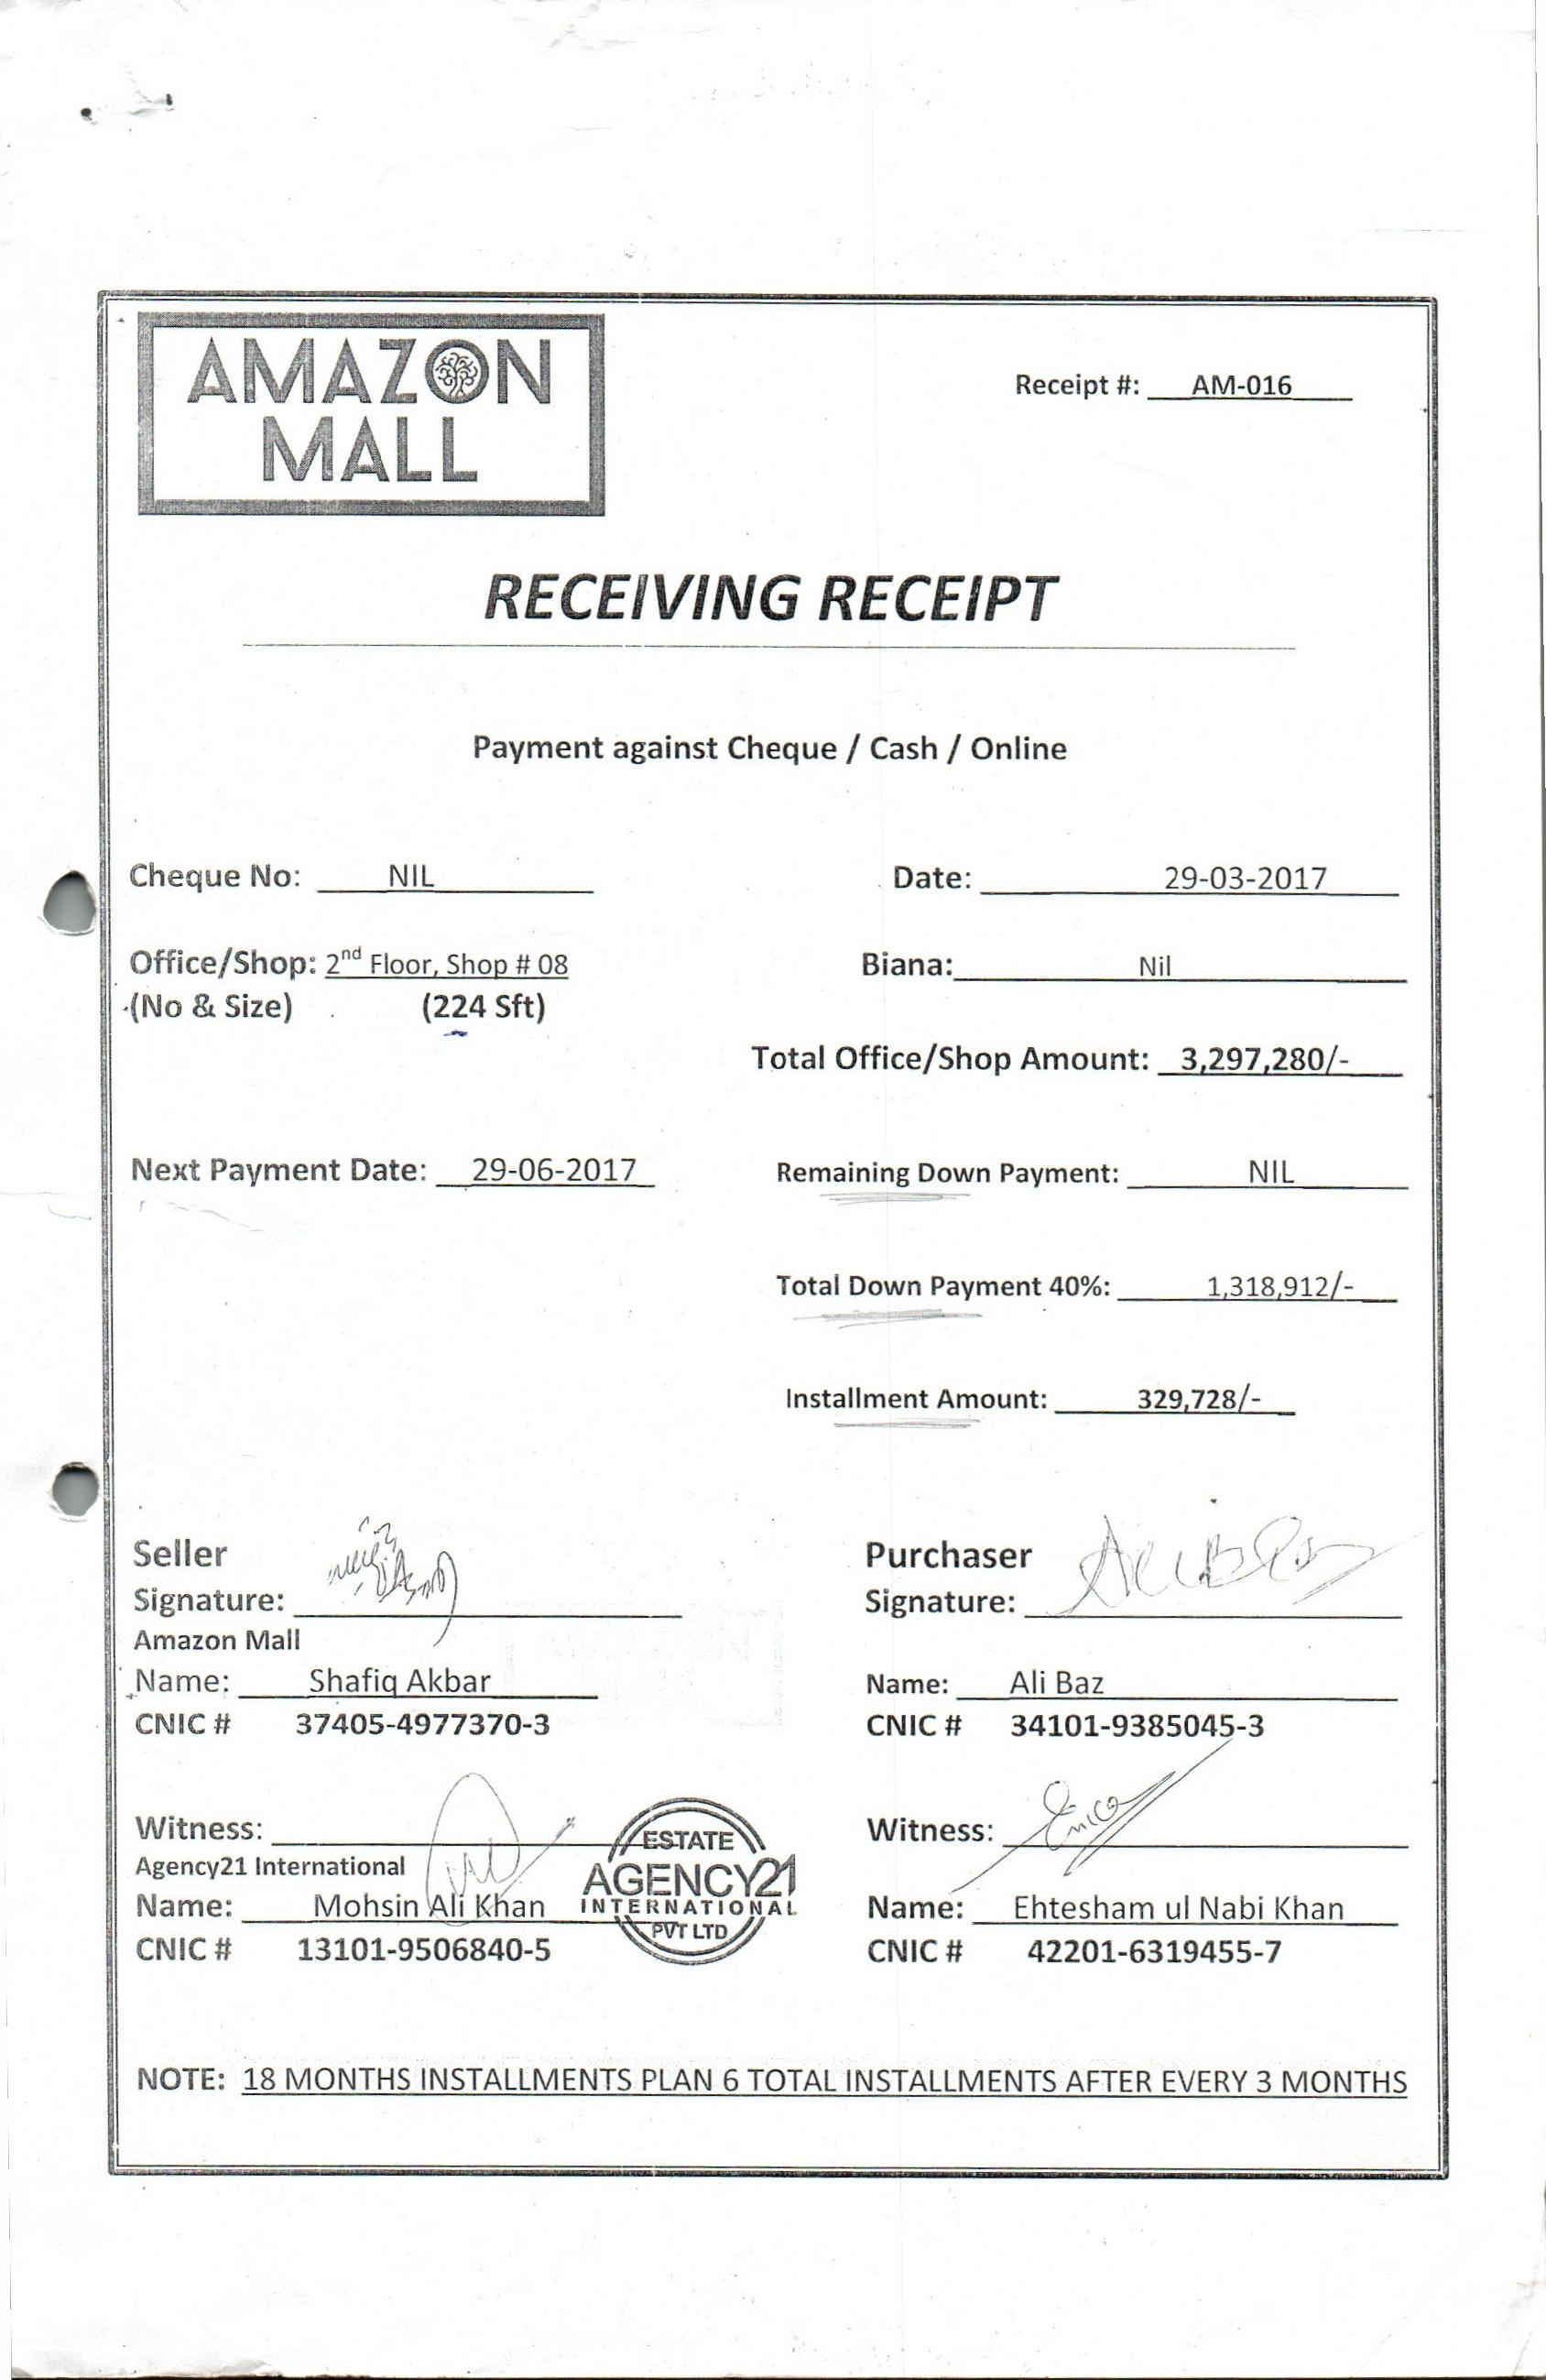 AMAZON
MALL
Receipt #: AM-016
RECEIVING RECEIPT
Payment against Cheque / Cash / Online
Cheque No: NIL
Date: 29-03-2017
Office/Shop: 2nd Floor, Shop # 08
Biana: Nil
(No & Size) (224 Sft)
Total Office/Shop Amount: 3,297,280/-
Next Payment Date: 29-06-2017
Remaining Down Payment: NIL
Total Down Payment 40%: 1,318,912/-
Installment Amount: 329,728/-
Seller
Signature:
Amazon Mall
Name: Shafiq Akbar
CNIC # 37405-4977370-3
Purchaser
Signature: Ali Baz
Name: Ali Baz
CNIC # 34101-9385045-3
Witness:
Agency21 International
Name: Mohsin Ali Khan
CNIC # 13101-9506840-5
ESTATE
AGENCY21
INTERNATIONAL
PVT LTD
Witness:
Name: Ehtesham ul Nabi Khan
CNIC # 42201-6319455-7
NOTE: 18 MONTHS INSTALLMENTS PLAN 6 TOTAL INSTALLMENTS AFTER EVERY 3 MONTHS